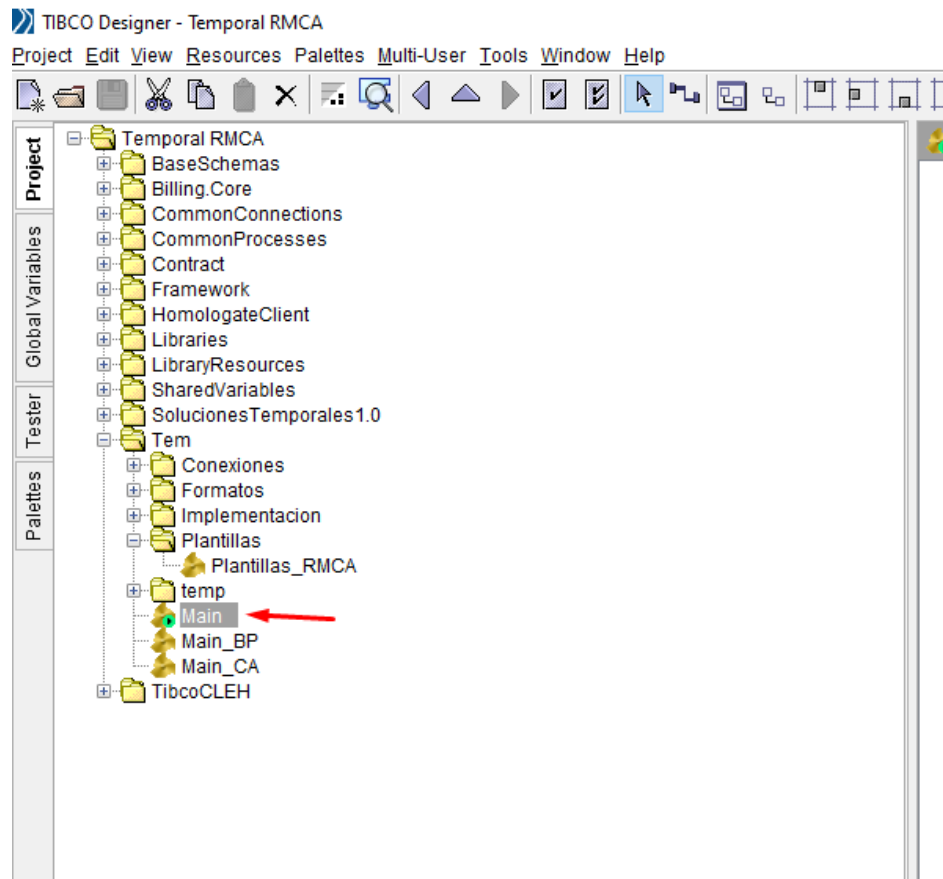 TIBCO Designer - Temporal RMCA
Project Edit View Resources Palettes Multi-User Tools Window Help
Project
Global Variables
Tester
Palettes
Temporal RMCA
BaseSchemas
Billing.Core
CommonConnections
CommonProcesses
Contract
Framework
HomologateClient
Libraries
LibraryResources
SharedVariables
SolucionesTemporales1.0
Tem
Conexiones
Formatos
Implementacion
Plantillas
Plantillas_RMCA
temp
Main
Main_BP
Main_CA
TibcoCLEH